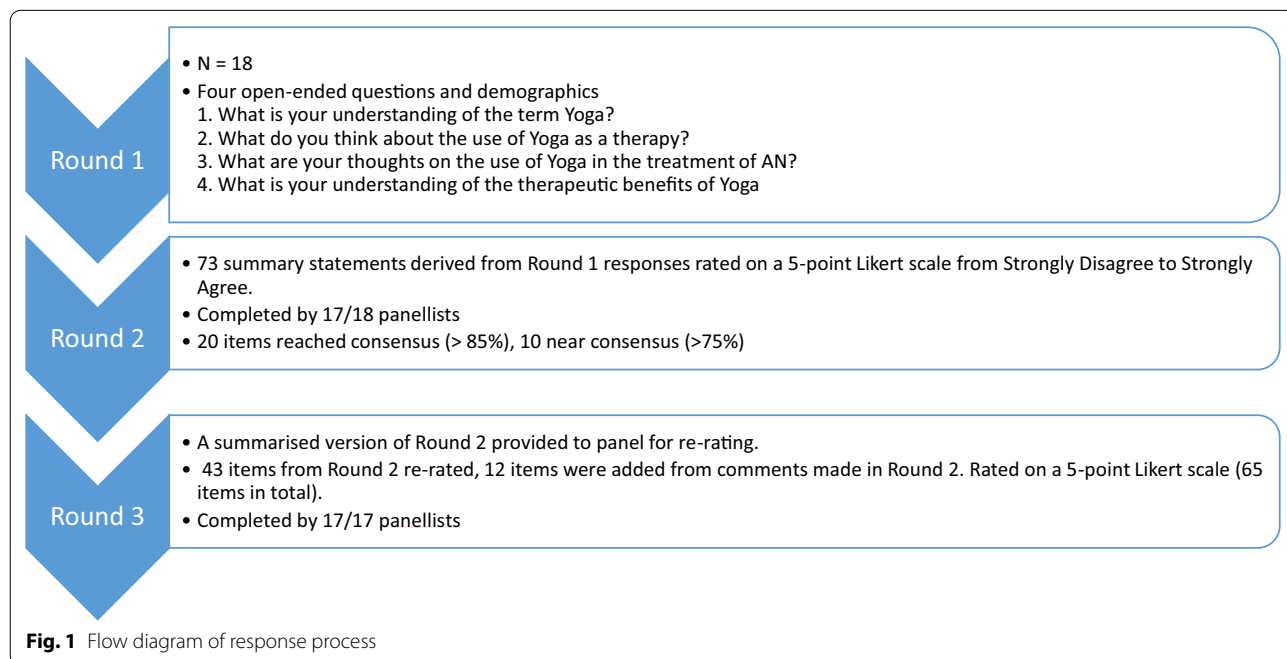 Round 1
• N = 18
• Four open-ended questions and demographics
1. What is your understanding of the term Yoga?
2. What do you think about the use of Yoga as a therapy?
3. What are your thoughts on the use of Yoga in the treatment of AN?
4. What is your understanding of the therapeutic benefits of Yoga
Round 2
• 73 summary statements derived from Round 1 responses rated on a 5-point Likert scale from Strongly Disagree to Strongly
Agree.
• Completed by 17/18 panellists
• 20 items reached consensus (> 85%), 10 near consensus (>75%)
Round 3
• A summarised version of Round 2 provided to panel for re-rating.
• 43 items from Round 2 re-rated, 12 items were added from comments made in Round 2. Rated on a 5-point Likert scale (65
items in total).
• Completed by 17/17 panellists
Fig. 1 Flow diagram of response process